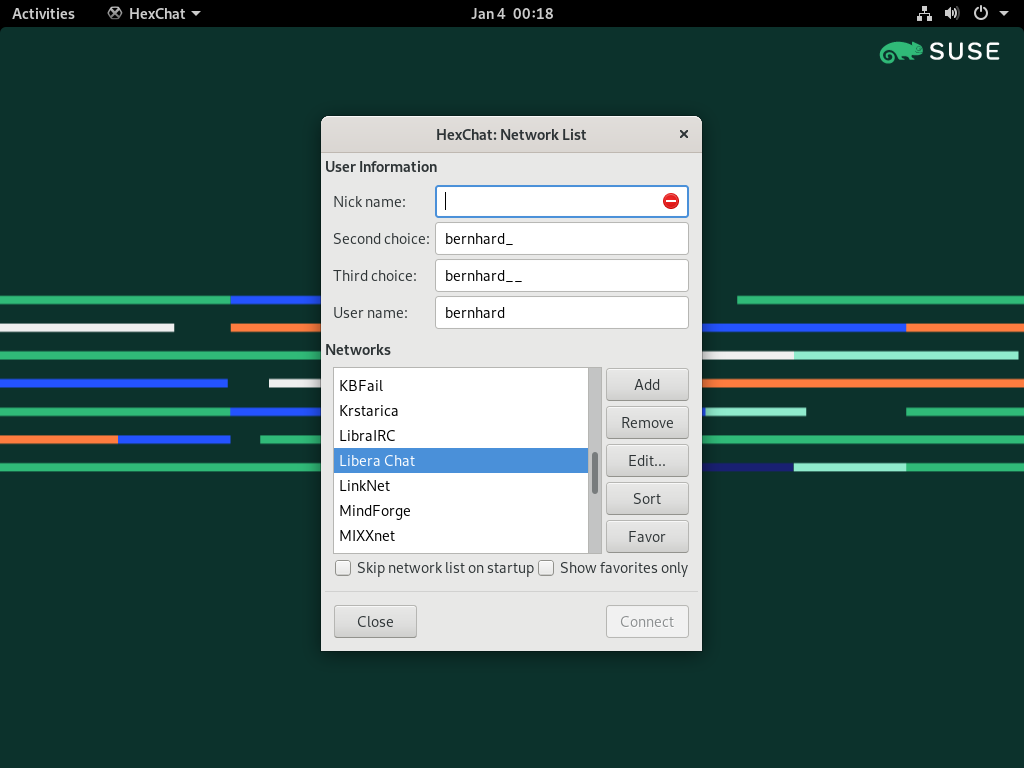 Activities HexChat Jan 4 00:18
SUSE
HexChat: Network List
User Information
Nick name:
Second choice: bernhard_
Third choice: bernhard__
User name: bernhard
Networks
KBFail
Krstarica
LibraIRC
Libera Chat
LinkNet
MindForge
MIXXnet
Add
Remove
Edit...
Sort
Favor
Skip network list on startup Show favorites only
Close Connect